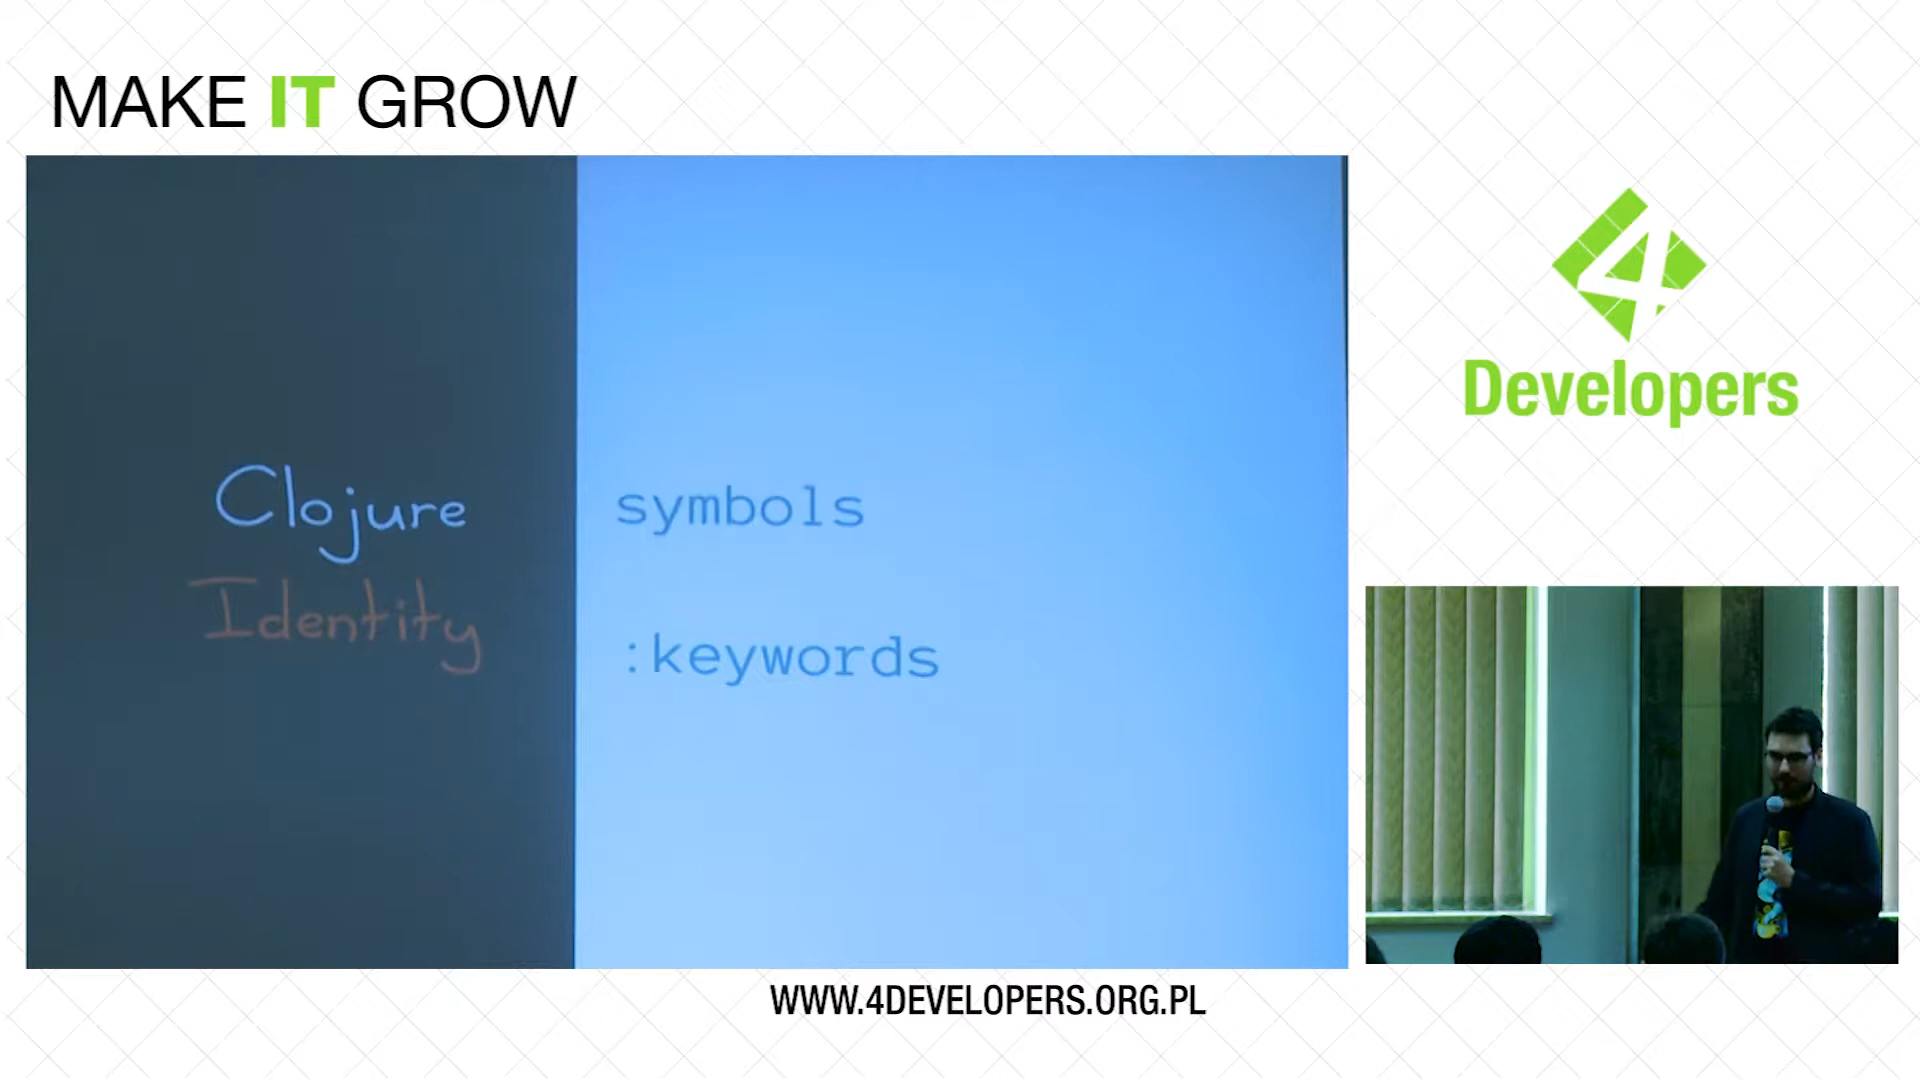 MAKE IT GROW
Clojure
Identity
symbols
:keywords
4
Developers
WWW.4DEVELOPERS.ORG.PL